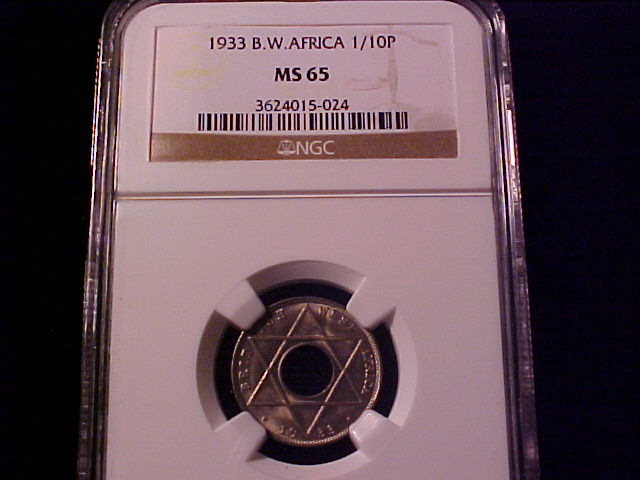 1933 B.W.AFRICA 1/10P
MS 65
3624015-024
NGC